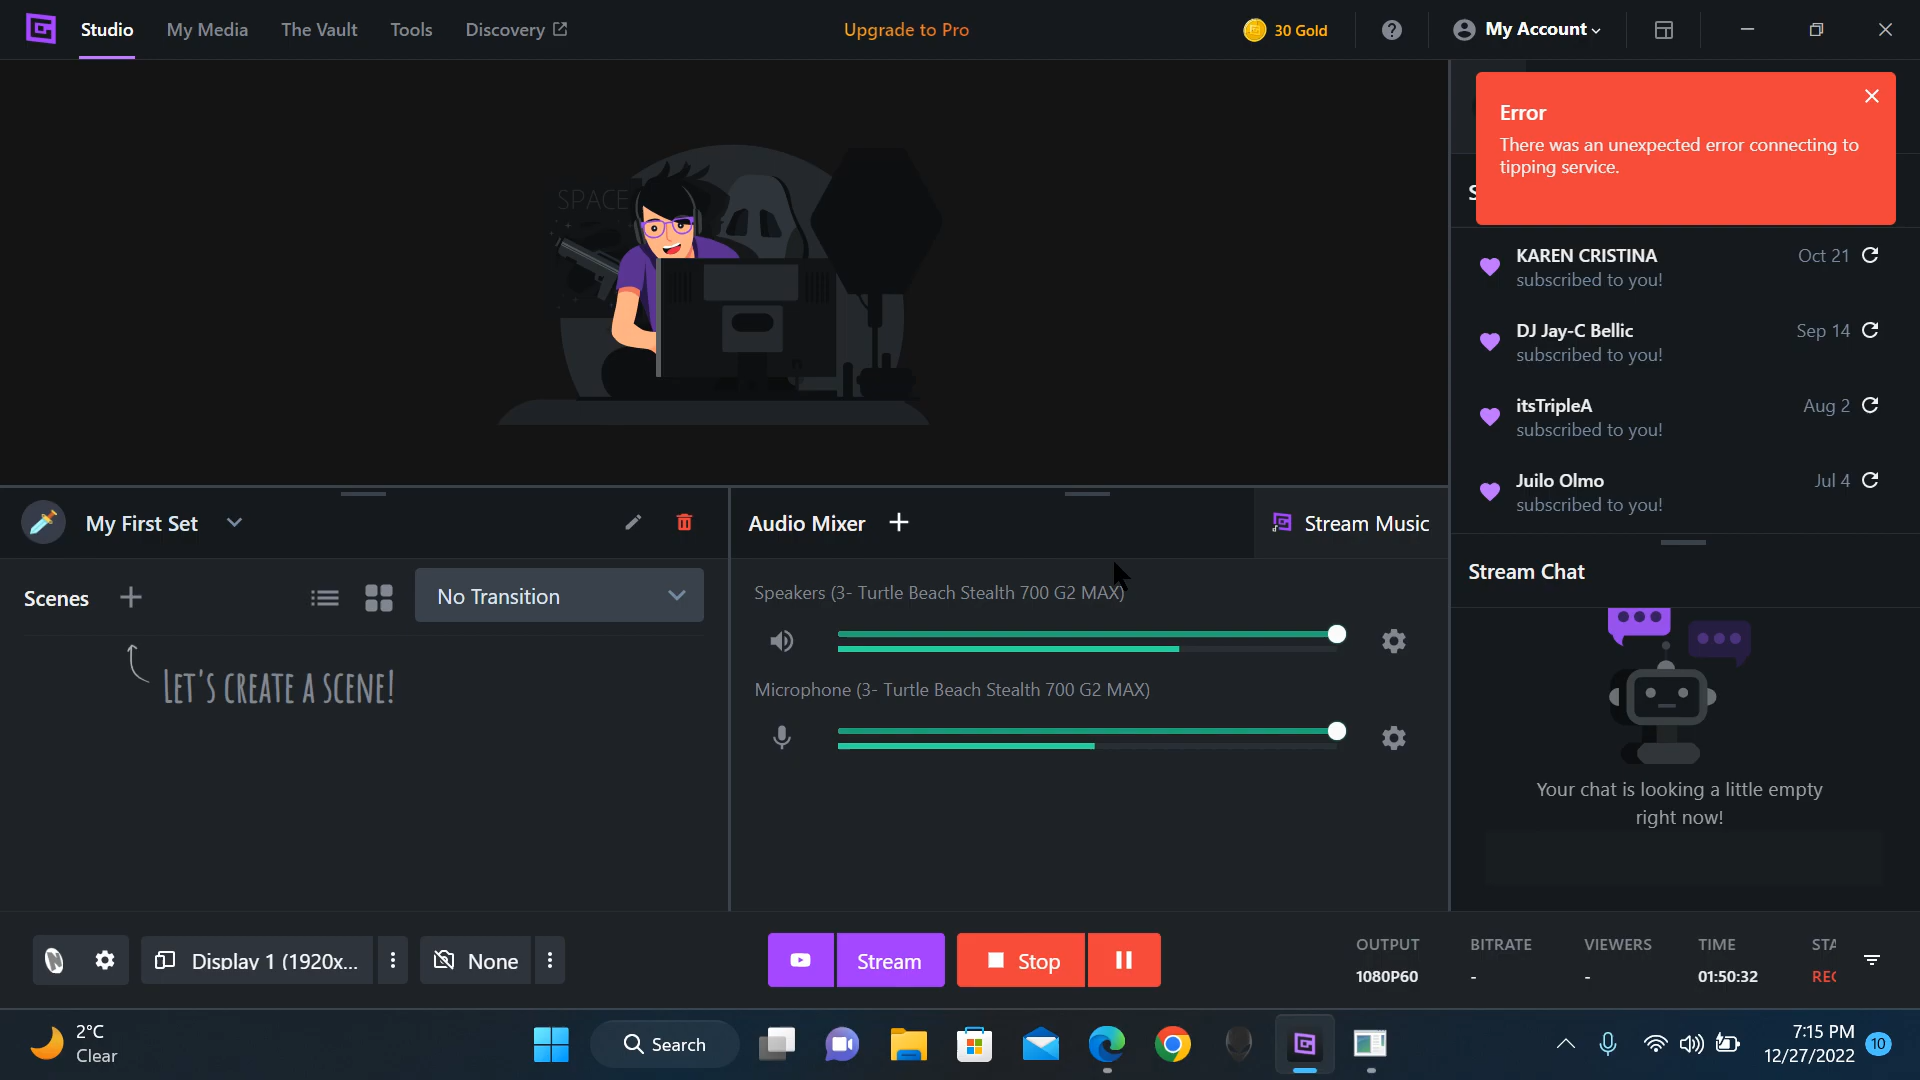 Studio
My Media
The Vault
Tools
Discovery
Upgrade to Pro
30 Gold
My Account
Error
There was an unexpected error connecting to
tipping service.
SPACE
S
KAREN CRISTINA
Oct 21
subscribed to you!
DJ Jay-C Bellic
Sep 14
subscribed to you!
itsTripleA
Aug 2
subscribed to you!
Juilo Olmo
Jul 4
subscribed to you!
My First Set
Audio Mixer
Stream Music
Stream Chat
Scenes
No Transition
LET'S CREATE A SCENE!
Speakers (3- Turtle Beach Stealth 700 G2 MAX)
Microphone (3- Turtle Beach Stealth 700 G2 MAX)
Your chat is looking a little empty
right now!
Display 1 (1920x...
None
Stream
Stop
OUTPUT
1080P60
BITRATE
-
VIEWERS
-
TIME
01:50:32
STA
REC
2°C
Clear
Search
7:15 PM
12/27/2022
10